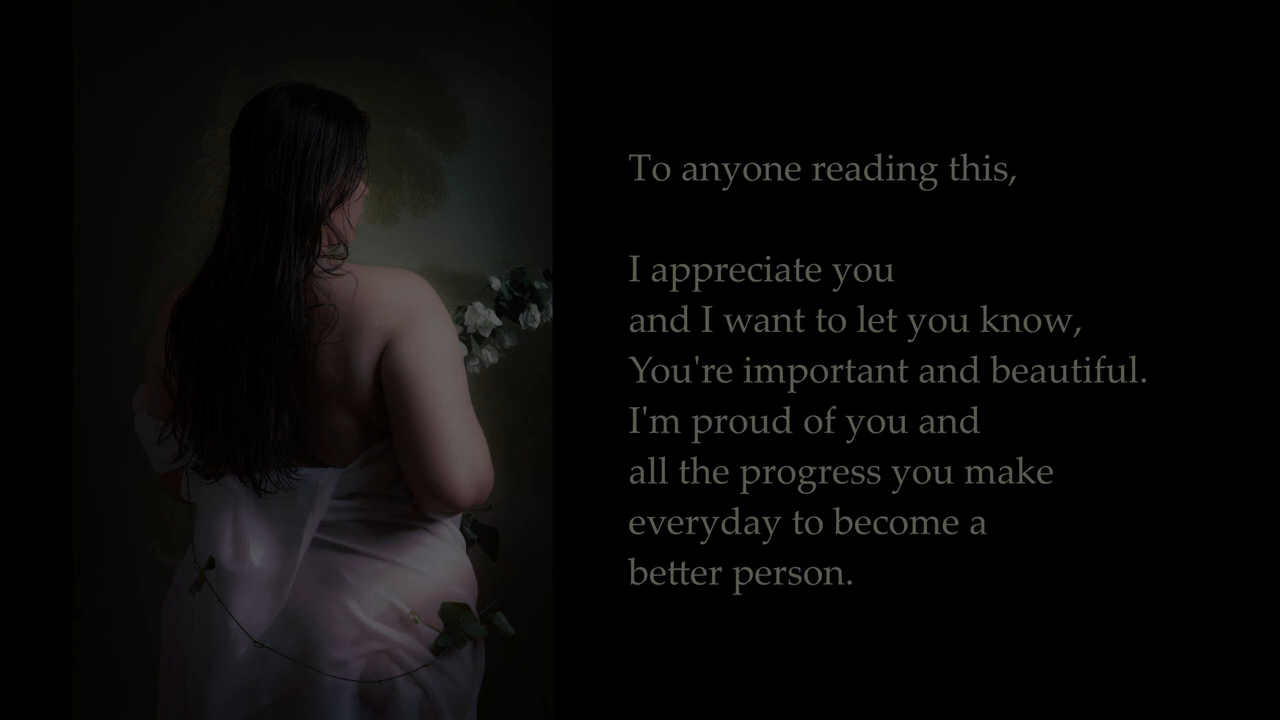 To anyone reading this,
I appreciate you
and I want to let you know,
You're important and beautiful.
I'm proud of you and
all the progress you make
everyday to become a
better person.